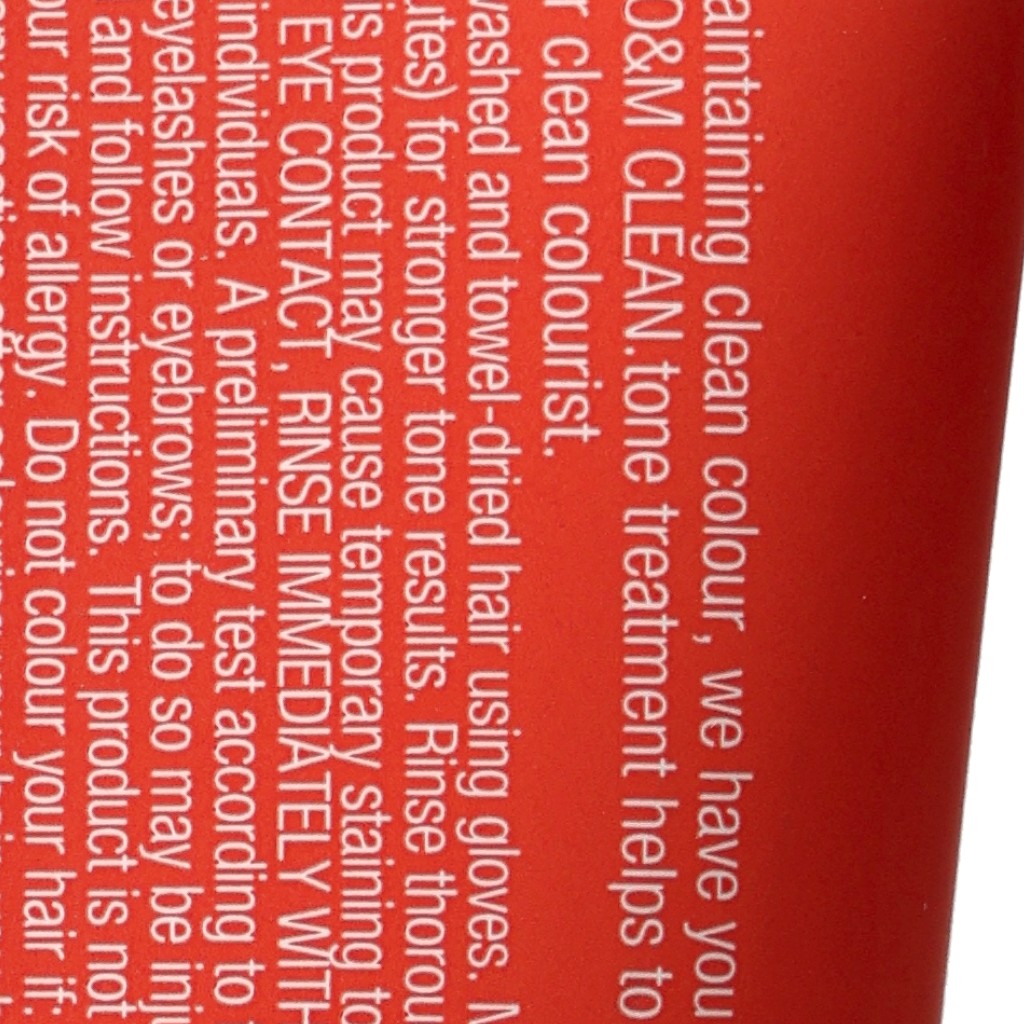 aintaining clean colour, we have you
O&M CLEAN.tone treatment helps to
r clean colourist.
washed and towel-dried hair using gloves.
utes) for stronger tone results. Rinse thorou
is product may cause temporary staining to
EYE CONTACT, RINSE IMMEDIATELY WITH
individuals. A preliminary test according to
eyelashes or eyebrows; to do so may be inju
and follow instructions. This product is not
our risk of allergy. Do not colour your hair if: